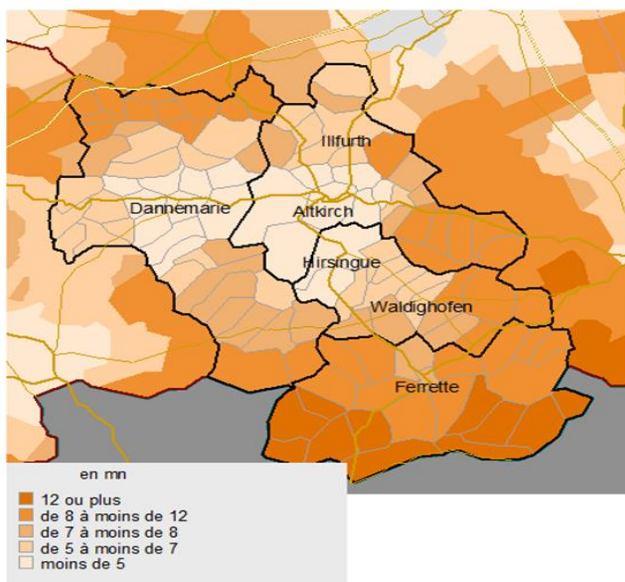 Illfurth
Dannemarie
Altkirch
Hirsingue
Waldighofen
Ferrette
en mn
12 ou plus
de 8 à moins de 12
de 7 à moins de 8
de 5 à moins de 7
moins de 5